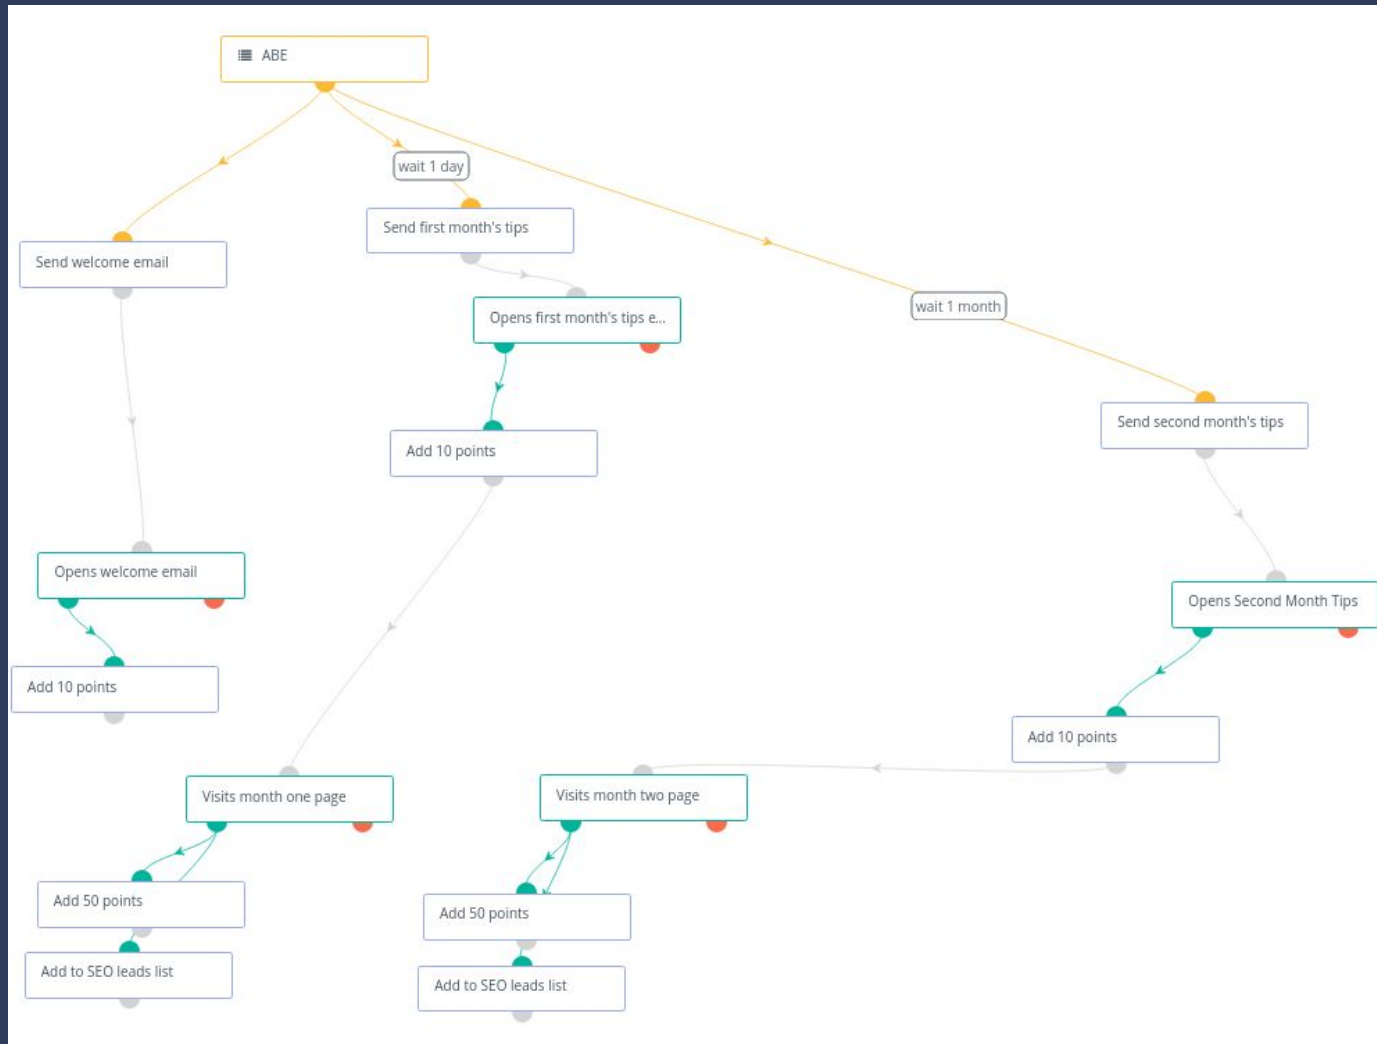 ABE
wait 1 day
Send first month's tips
Send welcome email
wait 1 month
Opens first month's tips e...
Send second month's tips
Add 10 points
Opens welcome email
Opens Second Month Tips
Add 10 points
Add 10 points
Visits month one page
Visits month two page
Add 50 points
Add 50 points
Add to SEO leads list
Add to SEO leads list